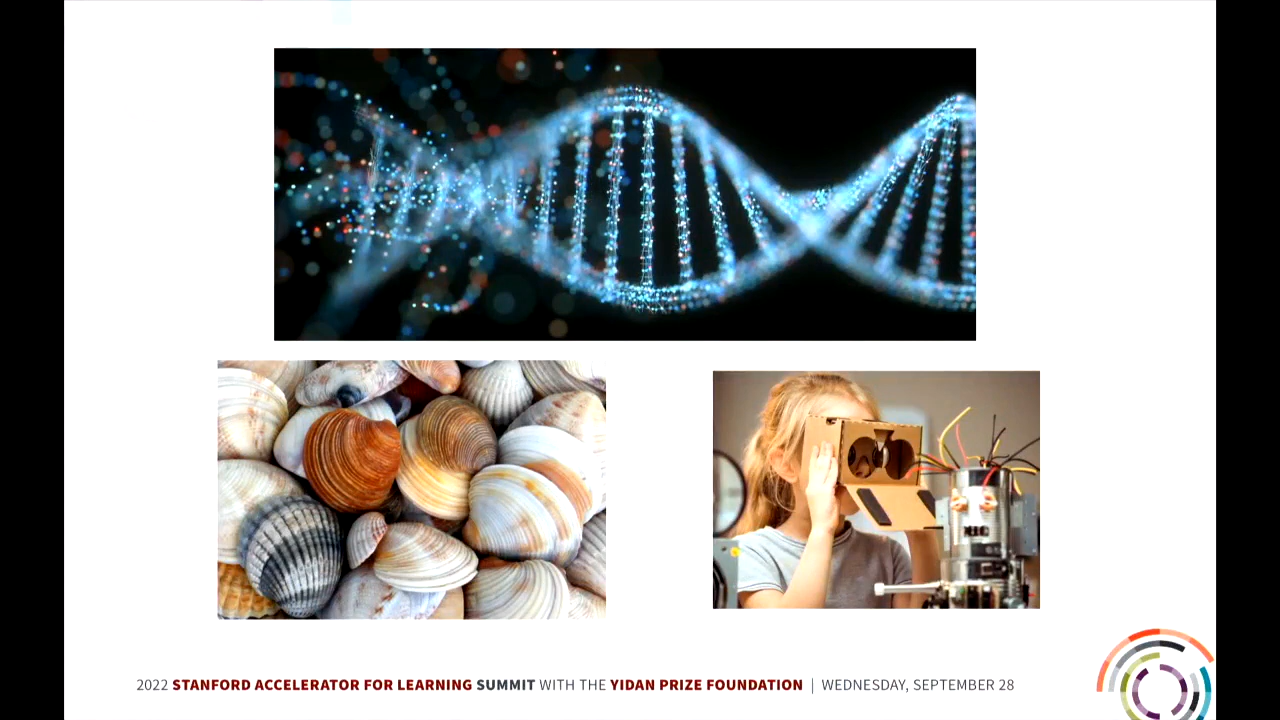 2022 STANFORD ACCELERATOR FOR LEARNING SUMMIT WITH THE YIDAN PRIZE FOUNDATION | WEDNESDAY, SEPTEMBER 28